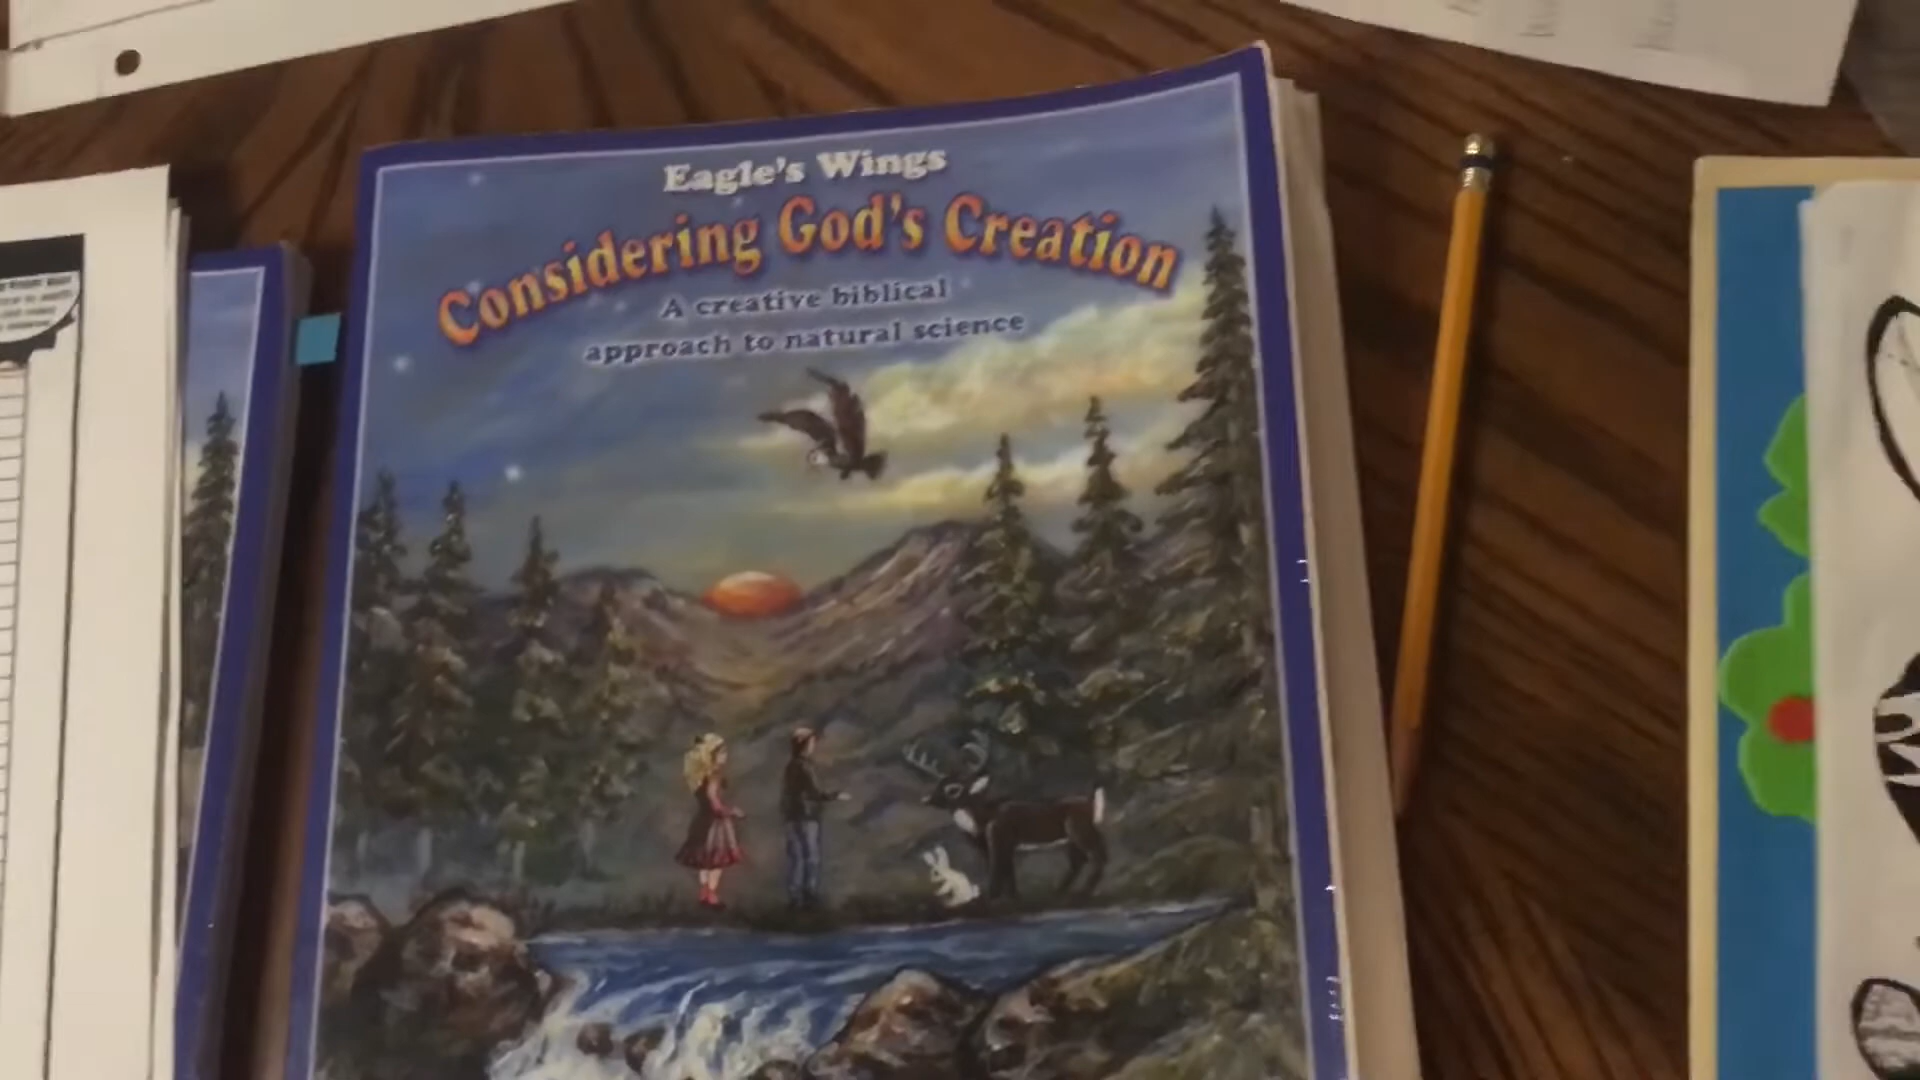 Eagle's Wings
Considering God's Creation
A creative biblical
approach to natural science